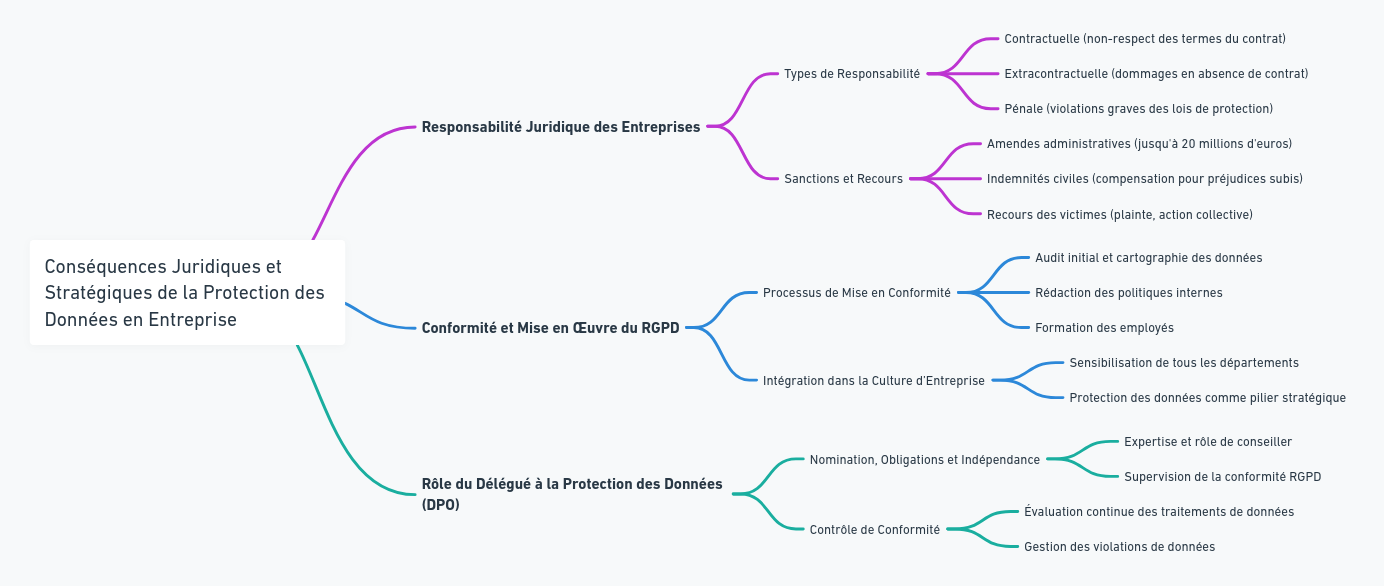 Conséquences Juridiques et
Stratégiques de la Protection des
Données en Entreprise
Responsabilité Juridique des Entreprises
Types de Responsabilité
Contractuelle (non-respect des termes du contrat)
Extracontractuelle (dommages en absence de contrat)
Pénale (violations graves des lois de protection)
Sanctions et Recours
Amendes administratives (jusqu'à 20 millions d'euros)
Indemnités civiles (compensation pour préjudices subis)
Recours des victimes (plainte, action collective)
Conformité et Mise en Œuvre du RGPD
Processus de Mise en Conformité
Audit initial et cartographie des données
Rédaction des politiques internes
Formation des employés
Intégration dans la Culture d'Entreprise
Sensibilisation de tous les départements
Protection des données comme pilier stratégique
Rôle du Délégué à la Protection des Données
(DPO)
Nomination, Obligations et Indépendance
Expertise et rôle de conseiller
Supervision de la conformité RGPD
Contrôle de Conformité
Évaluation continue des traitements de données
Gestion des violations de données